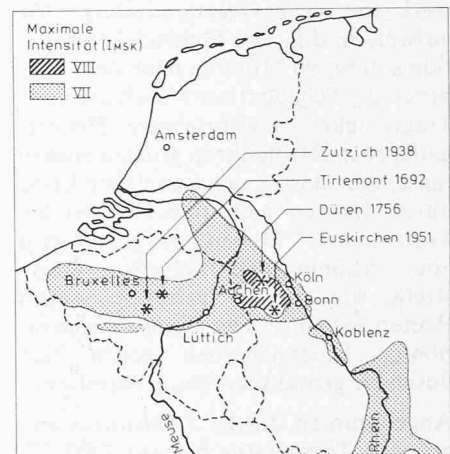 Maximale
Intensität (IMSK)
VIII
VII
Amsterdam
Zulzich 1938
Tirlemont 1692
Düren 1756
Euskirchen 1951
Bruxelles
Aachen
Köln
Bonn
Lüttich
Koblenz
Meuse
Rhein